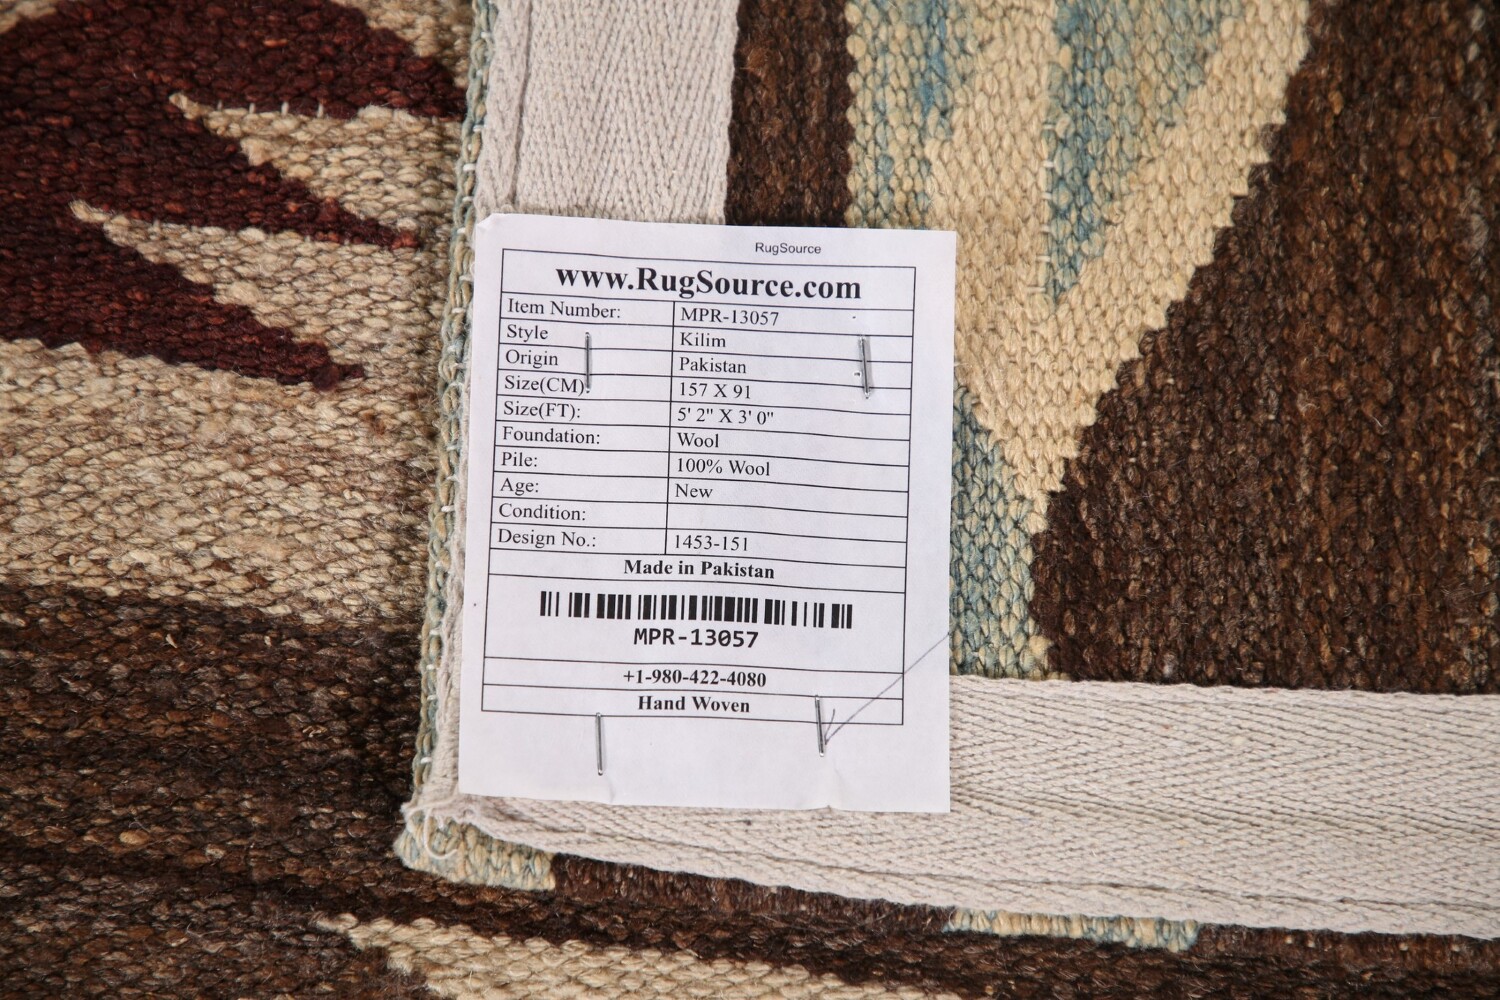 RugSource
www.RugSource.com
Item Number: MPR-13057
Style Kilim
Origin Pakistan
Size(CM): 157 X 91
Size(FT): 5' 2" X 3' 0"
Foundation: Wool
Pile: 100% Wool
Age: New
Condition:
Design No.: 1453-151
Made in Pakistan
MPR-13057
+1-980-422-4080
Hand Woven